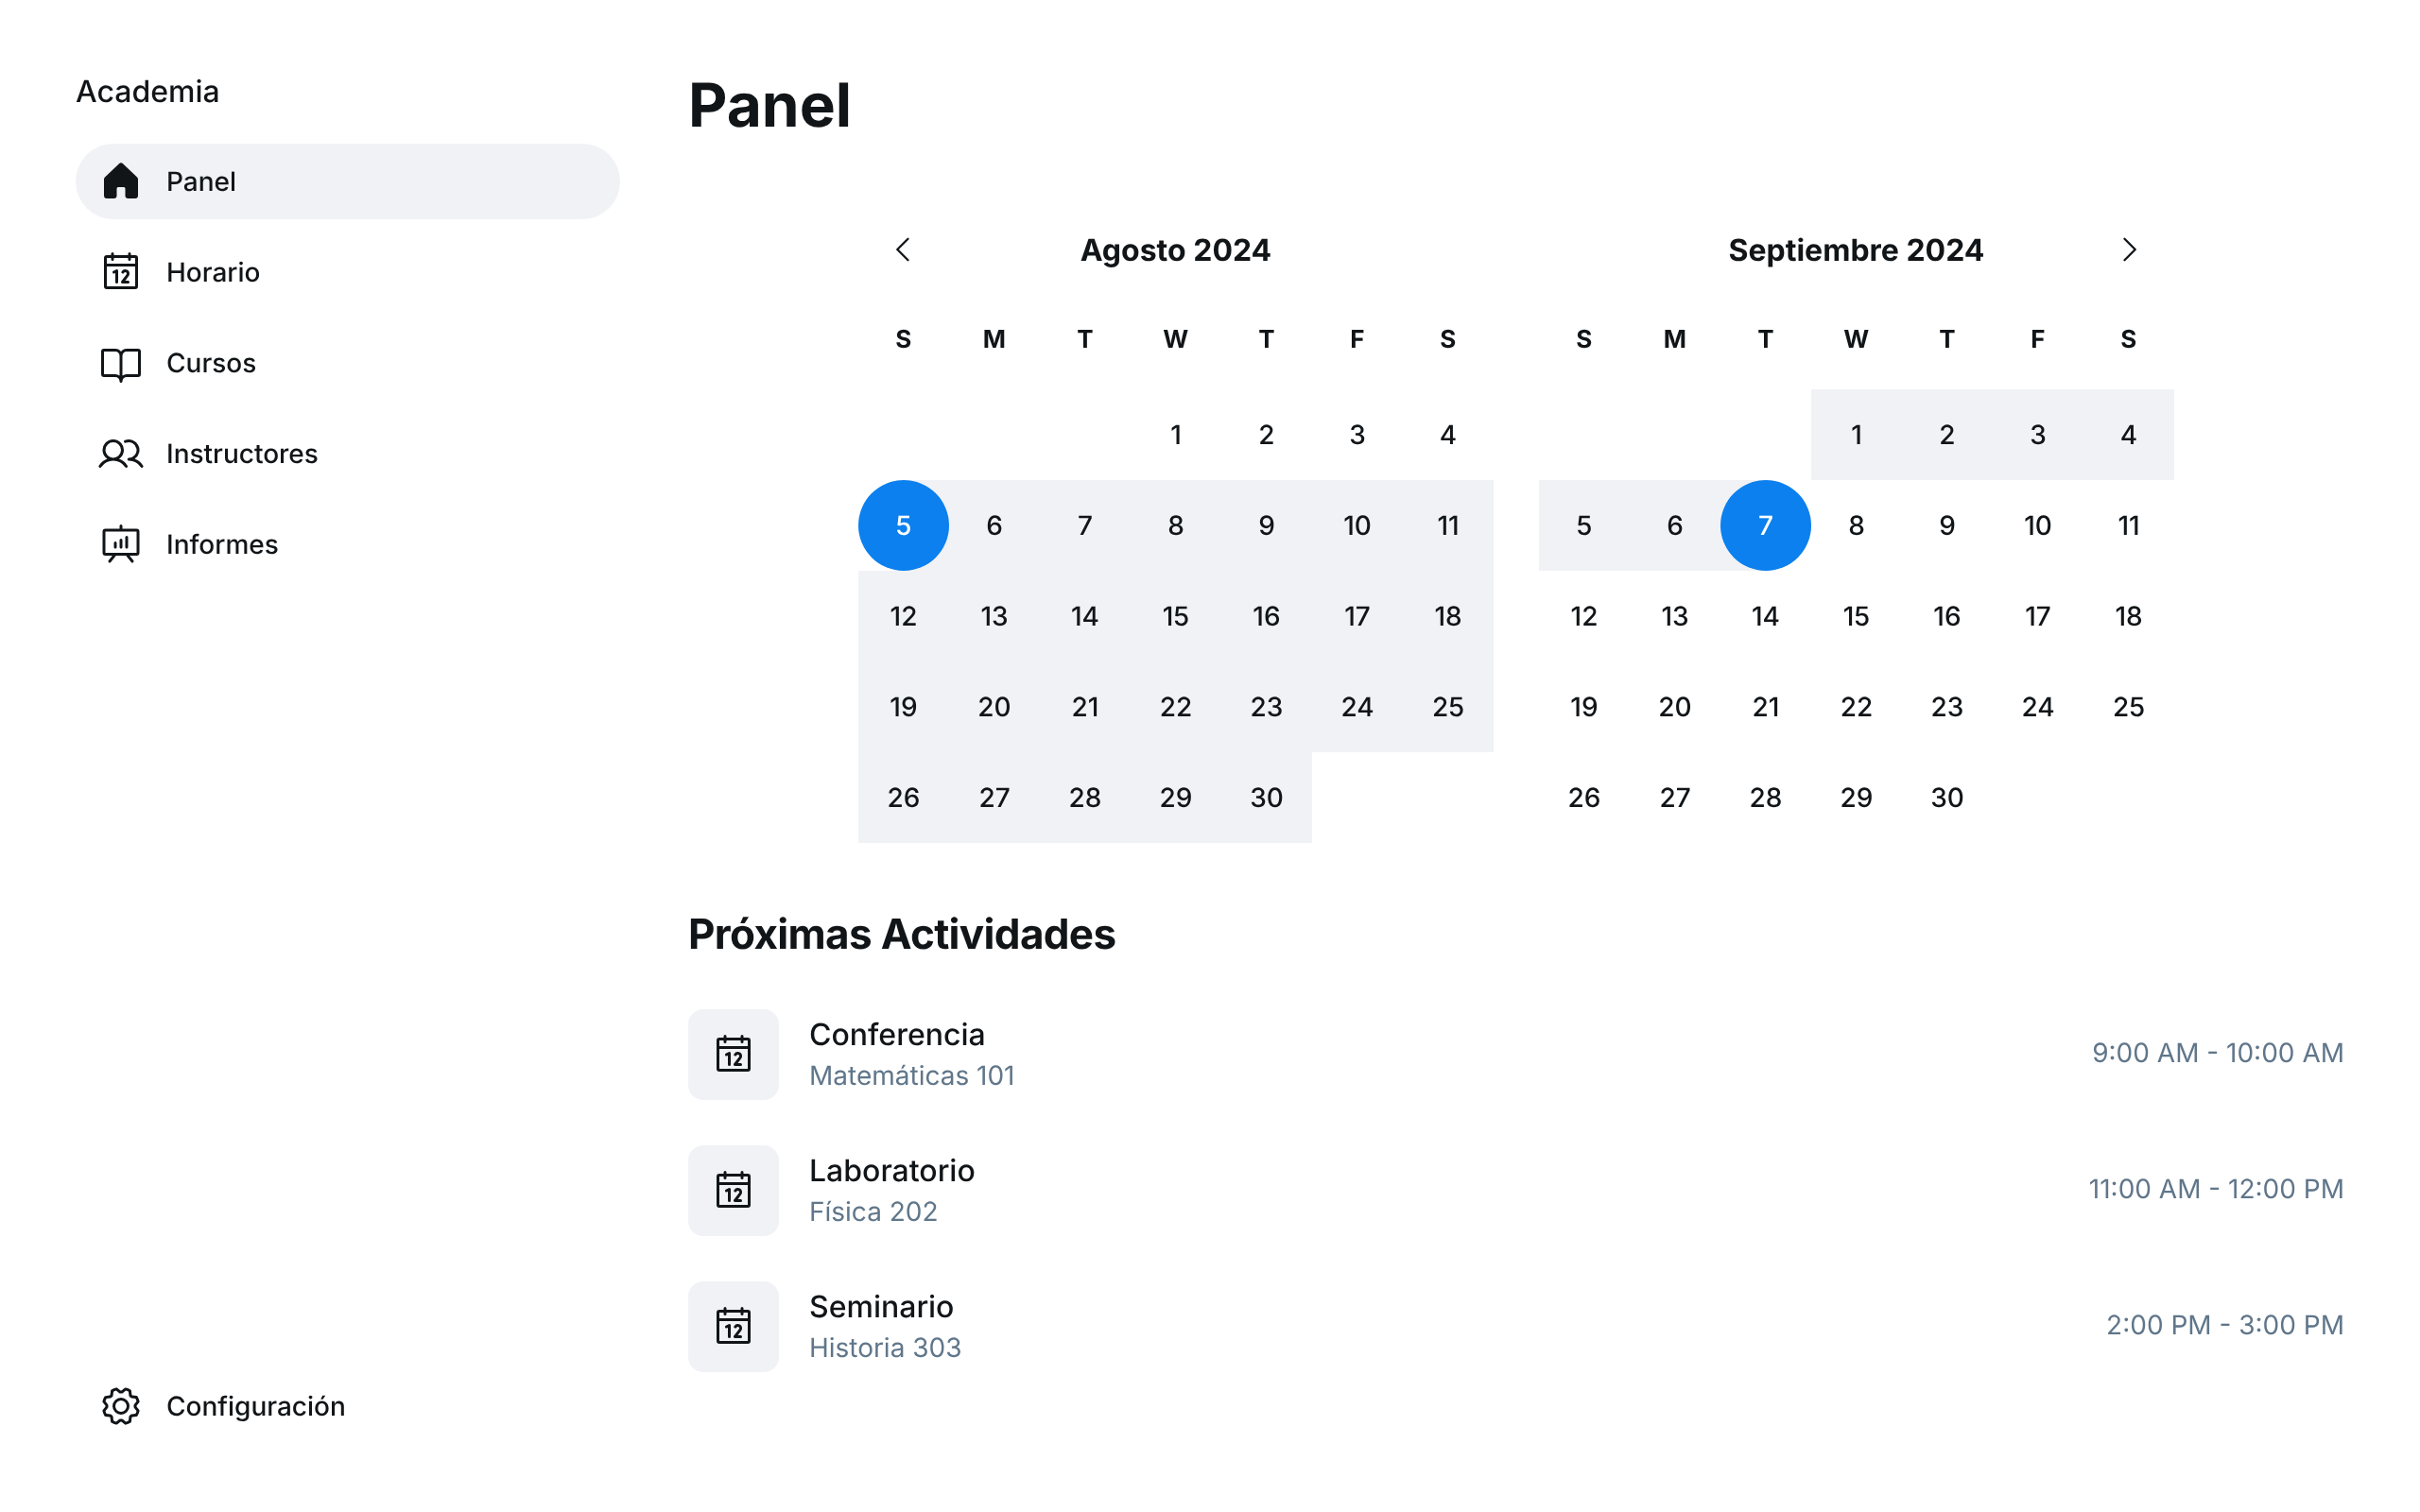 Academia
Panel
12 Horario
Cursos
Instructores
Informes
Configuración
Panel
Agosto 2024
S M T W T F S
1 2 3 4
5 6 7 8 9 10 11
12 13 14 15 16 17 18
19 20 21 22 23 24 25
26 27 28 29 30
Septiembre 2024
S M T W T F S
1 2 3 4
5 6 7 8 9 10 11
12 13 14 15 16 17 18
19 20 21 22 23 24 25
26 27 28 29 30
Próximas Actividades
12
Conferencia
Matemáticas 101
9:00 AM - 10:00 AM
12
Laboratorio
Física 202
11:00 AM - 12:00 PM
12
Seminario
Historia 303
2:00 PM - 3:00 PM